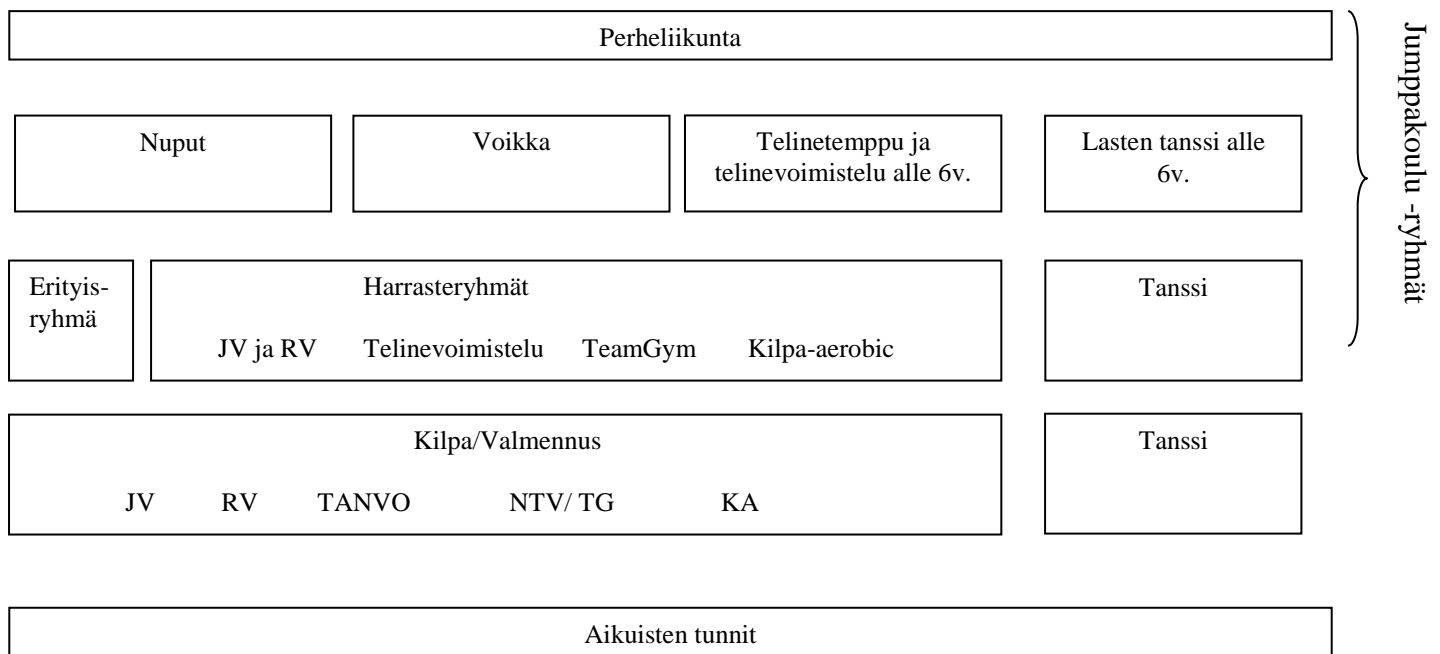 Perheliikunta
Jumppakoulu -ryhmät
Nuput
Voikka
Telinetemppu ja
telinevoimistelu alle 6v.
Lasten tanssi alle
6v.
Erityis-
ryhmä
Harrasteryhmät
JV ja RV Telinevoimistelu TeamGym Kilpa-aerobic
Tanssi
Kilpa/Valmennus
JV RV TANVO NTV/ TG KA
Tanssi
Aikuisten tunnit